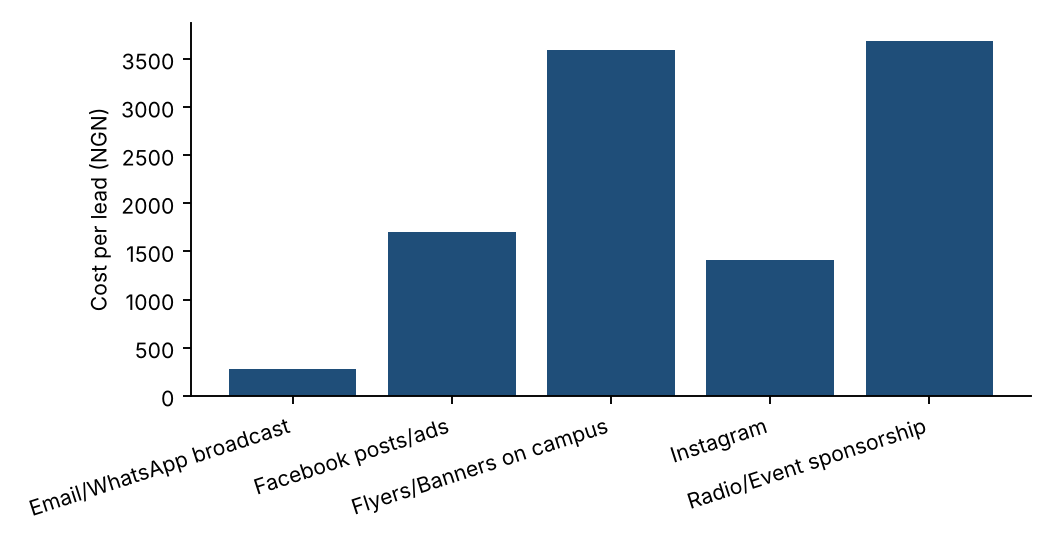 Cost per lead (NGN)
3500
3000
2500
2000
1500
1000
500
0
Email/WhatsApp broadcast
Facebook posts/ads
Flyers/Banners on campus
Instagram
Radio/Event sponsorship